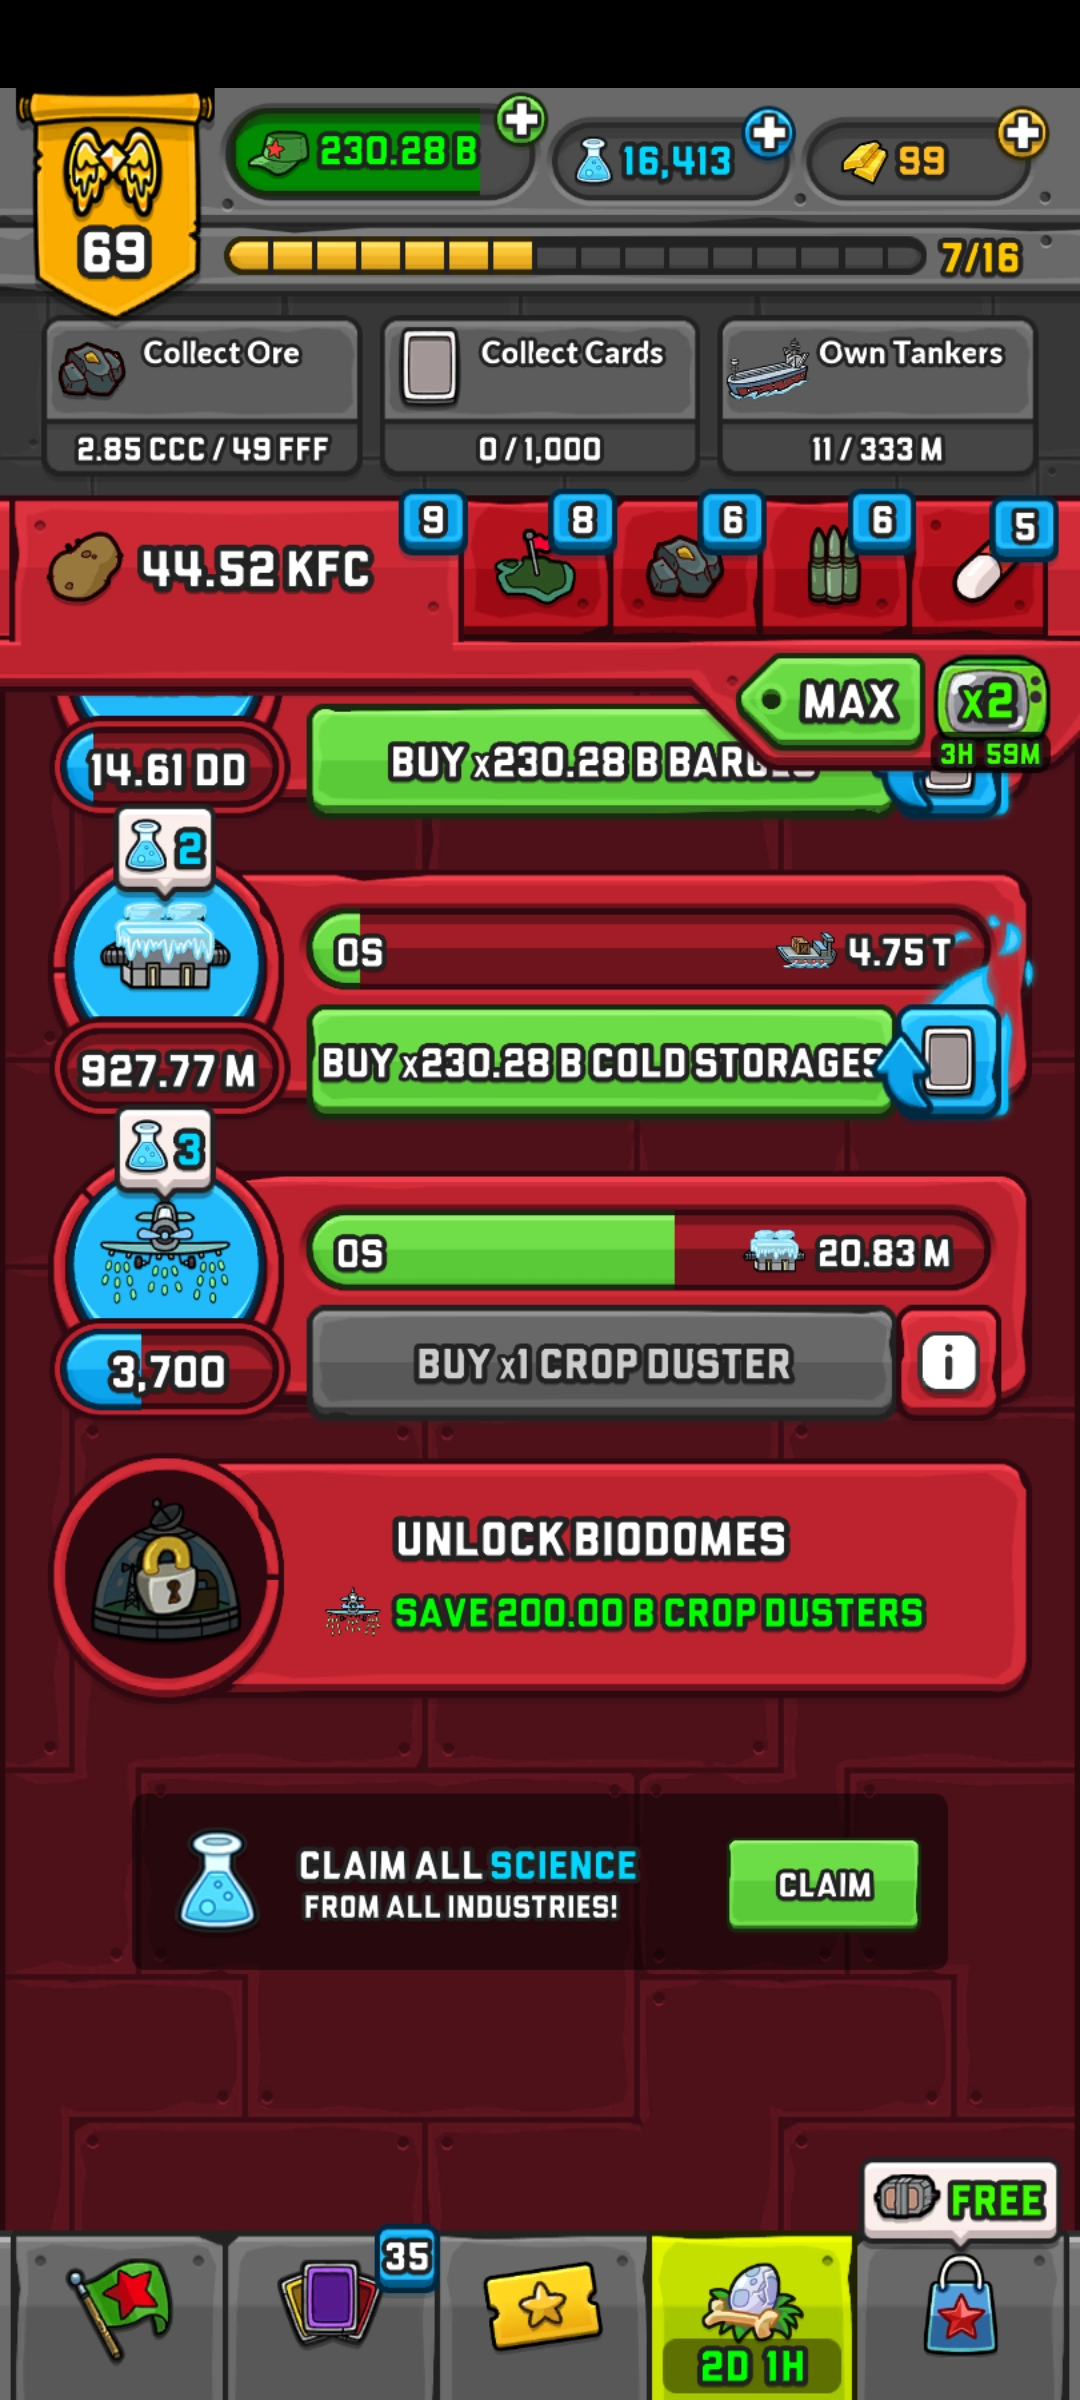 69
230.28 B
16,413
99
7/16
Collect Ore
2.85 CCC / 49 FFF
Collect Cards
0 / 1,000
Own Tankers
11 / 333 M
44.52 KFC
9
8
6
6
5
MAX
x2
3H 59M
14.61 DD
BUY x230.28 B BARGES
2
0S
4.75 T
927.77 M
BUY x230.28 B COLD STORAGES
3
0S
20.83 M
3,700
BUY x1 CROP DUSTER
i
UNLOCK BIODOMES
SAVE 200.00 B CROP DUSTERS
CLAIM ALL SCIENCE
FROM ALL INDUSTRIES!
CLAIM
FREE
35
2D 1H